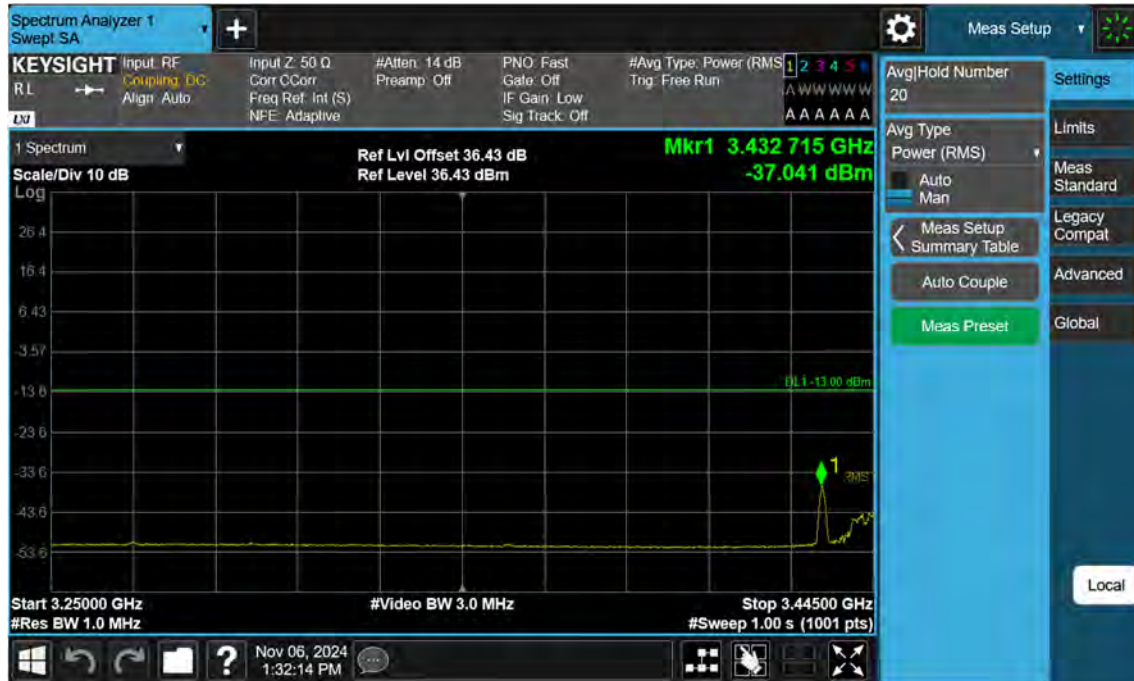 Spectrum Analyzer 1
Swept SA
Meas Setup
KEYSIGHT
RL
LXI
Input: RF
Coupling: DC
Align: Auto
Input Z: 50 Ω
Corr CCorr
Freq Ref: Int (S)
NFE: Adaptive
#Atten: 14 dB
Preamp: Off
PNO: Fast
Gate: Off
IF Gain: Low
Sig Track: Off
#Avg Type: Power (RMS
Trig: Free Run
1 2 3 4 5 6
A W W W W W
A A A A A A
1 Spectrum
Scale/Div 10 dB
Log
Ref Lvl Offset 36.43 dB
Ref Level 36.43 dBm
Mkr1 3.432 715 GHz
-37.041 dBm
26.4
16.4
6.43
-3.57
-13.6
-23.6
-33.6
-43.6
-53.6
DL1 -13.00 dBm
1
RMS
Start 3.25000 GHz
#Res BW 1.0 MHz
#Video BW 3.0 MHz
Stop 3.44500 GHz
#Sweep 1.00 s (1001 pts)
?
Nov 06, 2024
1:32:14 PM
Avg|Hold Number
20
Avg Type
Power (RMS)
Auto
Man
Meas Setup
Summary Table
Auto Couple
Meas Preset
Settings
Limits
Meas
Standard
Legacy
Compat
Advanced
Global
Local